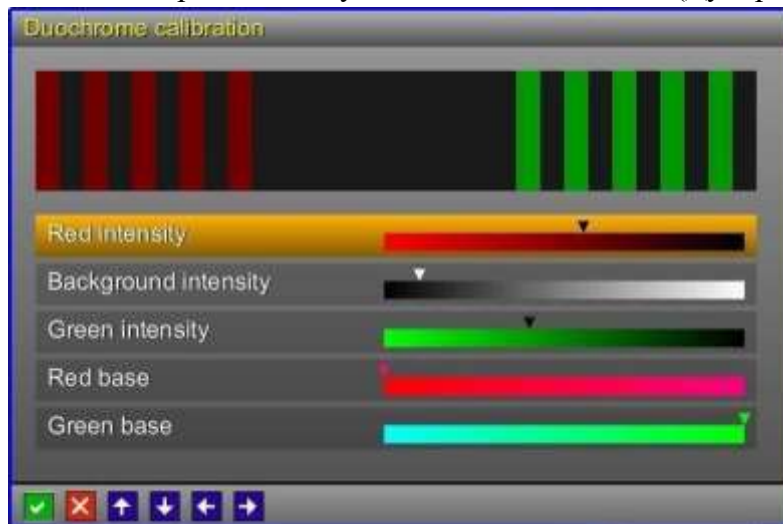 Duochrome calibration
Red intensity
Background intensity
Green intensity
Red base
Green base